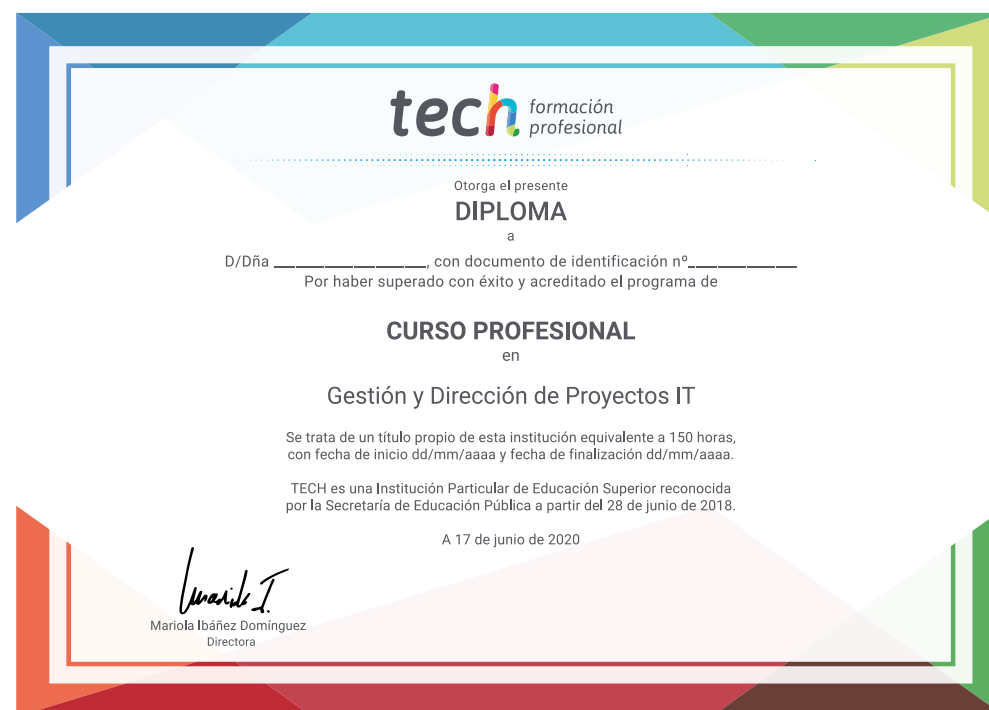 tech formación
profesional
Otorga el presente
DIPLOMA
a
D/Dña ______________, con documento de identificación nº__________
Por haber superado con éxito y acreditado el programa de
CURSO PROFESIONAL
en
Gestión y Dirección de Proyectos IT
Se trata de un título propio de esta institución equivalente a 150 horas,
con fecha de inicio dd/mm/aaaa y fecha de finalización dd/mm/aaaa.
TECH es una Institución Particular de Educación Superior reconocida
por la Secretaría de Educación Pública a partir del 28 de junio de 2018.
A 17 de junio de 2020
Mariola I.
Mariola Ibáñez Domínguez
Directora